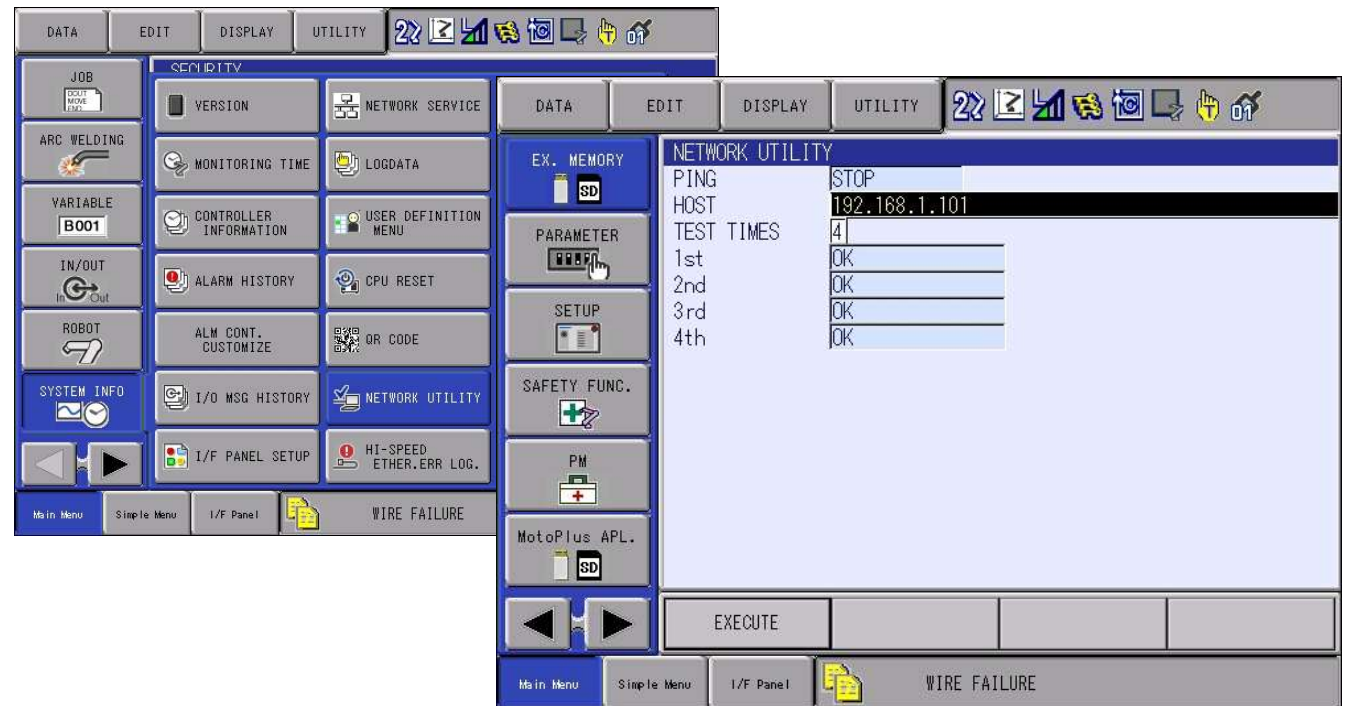 DATA
EDIT
DISPLAY
UTILITY
JOB
DOUT
MOVE
END
ARC WELDING
VARIABLE
B001
IN/OUT
In Out
ROBOT
SYSTEM INFO
SECURITY
VERSION
NETWORK SERVICE
MONITORING TIME
LOGDATA
CONTROLLER
INFORMATION
USER DEFINITION
MENU
ALARM HISTORY
CPU RESET
ALM CONT.
CUSTOMIZE
QR CODE
I/O MSG HISTORY
NETWORK UTILITY
I/F PANEL SETUP
HI-SPEED
ETHER.ERR LOG.
Main Menu
Simple Menu
I/F Panel
WIRE FAILURE
DATA
EDIT
DISPLAY
UTILITY
EX. MEMORY
SD
PARAMETER
SETUP
SAFETY FUNC.
PM
MotoPlus APL.
SD
NETWORK UTILITY
PING STOP
HOST 192.168.1.101
TEST TIMES 4
1st OK
2nd OK
3rd OK
4th OK
EXECUTE
Main Menu
Simple Menu
I/F Panel
WIRE FAILURE